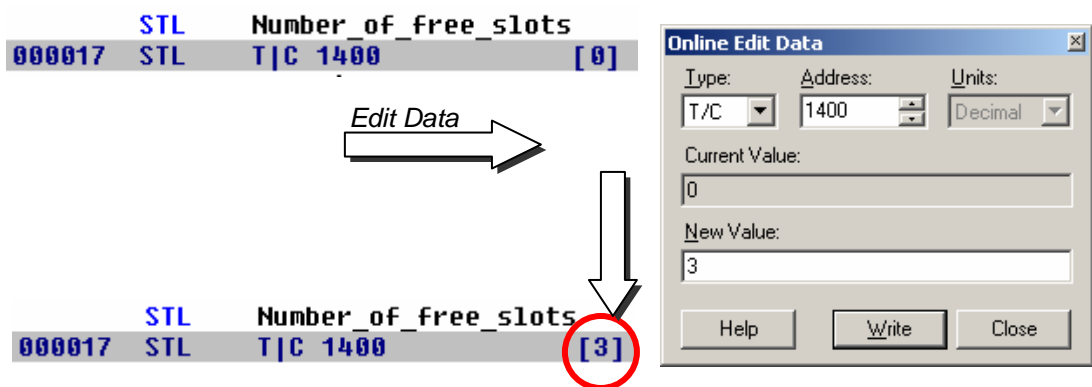 STL Number_of_free_slots
000017 STL T|C 1400 [0]
Edit Data
STL Number_of_free_slots
000017 STL T|C 1400 [3]
Online Edit Data
Type: Address: Units:
T/C 1400 Decimal
Current Value:
0
New Value:
3
Help Write Close